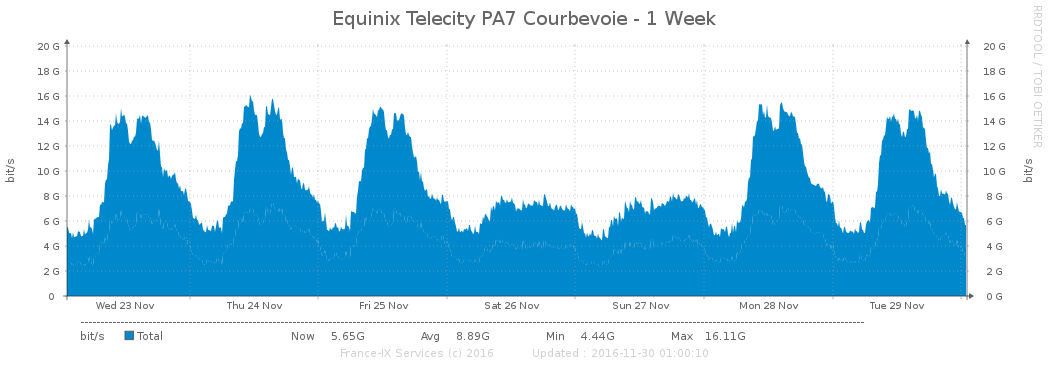 Equinix Telecity PA7 Courbevoie - 1 Week
RRDTOOL / TOBI OETIKER
bit/s
20 G 20 G
18 G 18 G
16 G 16 G
14 G 14 G
12 G 12 G
10 G 10 G
8 G 8 G
6 G 6 G
4 G 4 G
2 G 2 G
0 0 G
bit/s
Wed 23 Nov Thu 24 Nov Fri 25 Nov Sat 26 Nov Sun 27 Nov Mon 28 Nov Tue 29 Nov
bit/s Total Now 5.65G Avg 8.89G Min 4.44G Max 16.11G
France-IX Services (c) 2016 Updated : 2016-11-30 01:00:10